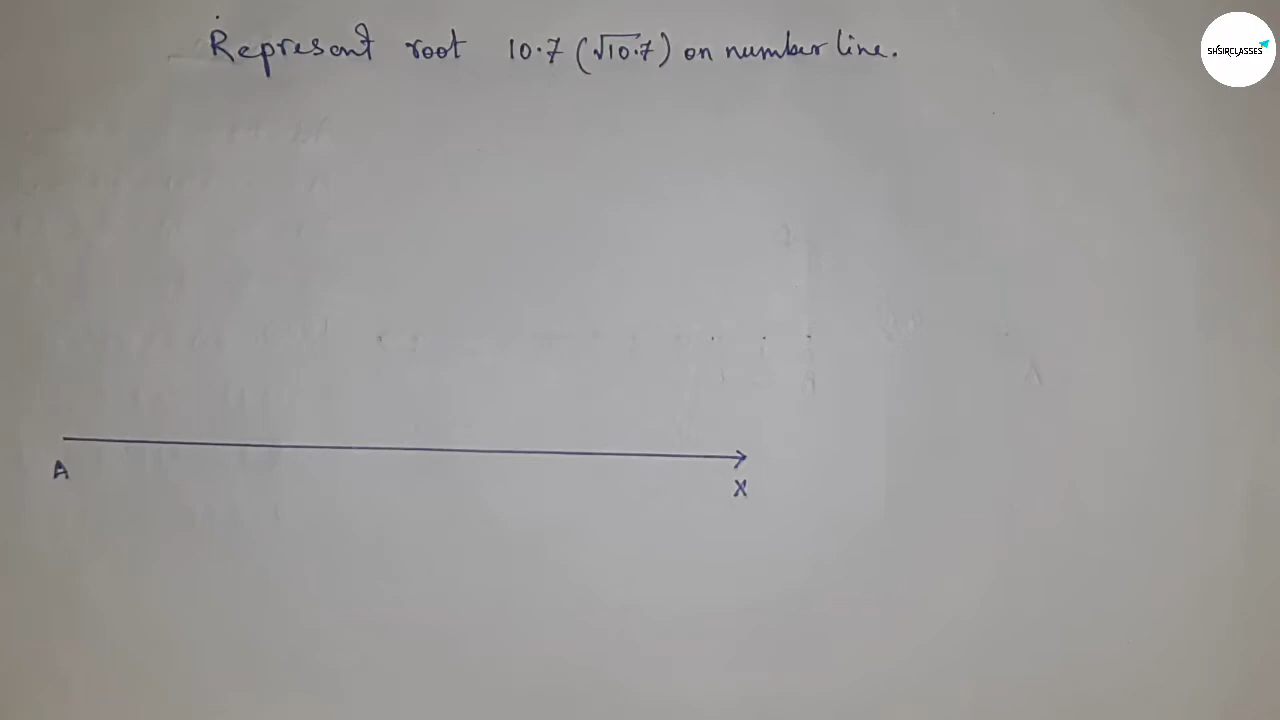 Represent root 10.7 (√10.7) on number line.
SHSIRCLASSES
A
X